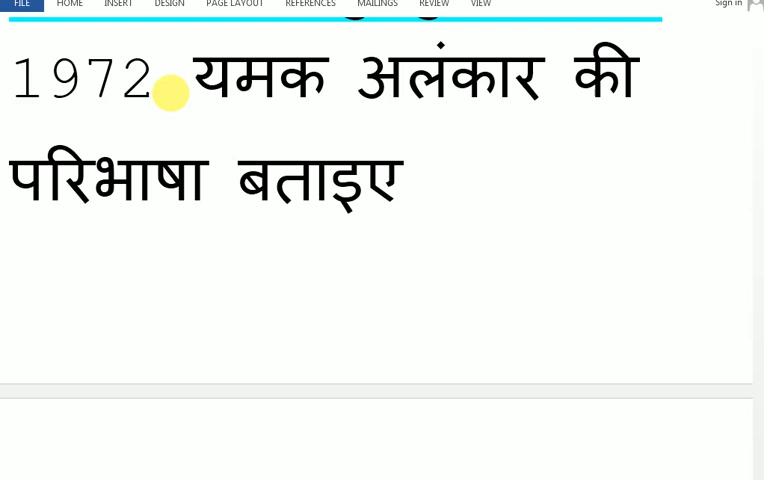 FILE HOME INSERT DESIGN PAGE LAYOUT REFERENCES MAILINGS REVIEW VIEW Sign in
1972 यमक अलंकार की
परिभाषा बताइए